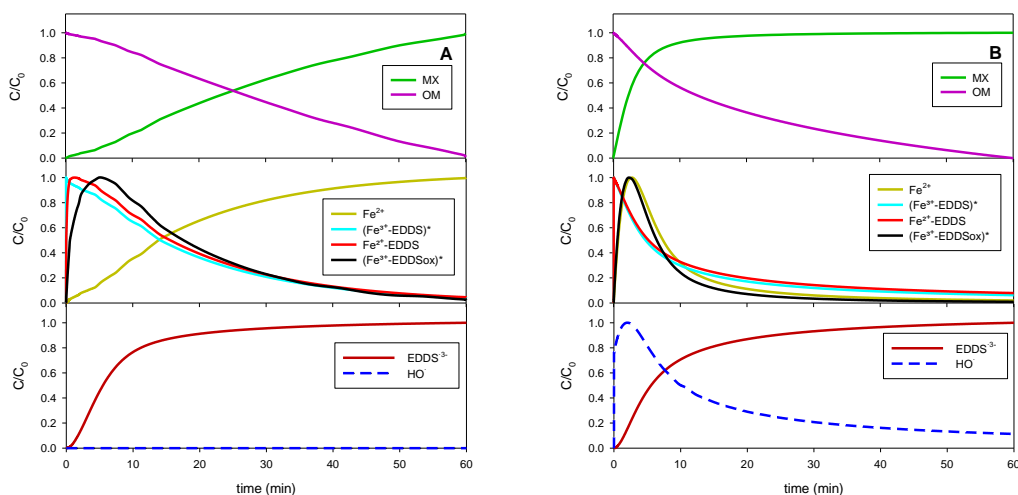 A
C/C₀
1.0
0.8
0.6
0.4
0.2
0.0
MX
OM
C/C₀
1.0
0.8
0.6
0.4
0.2
0.0
Fe²⁺
(Fe³⁺-EDDS)*
Fe²⁺-EDDS
(Fe³⁺-EDDSox)*
C/C₀
1.0
0.8
0.6
0.4
0.2
0.0
EDDS·³⁻
HO·
0 10 20 30 40 50 60
time (min)
B
C/C₀
1.0
0.8
0.6
0.4
0.2
0.0
MX
OM
C/C₀
1.0
0.8
0.6
0.4
0.2
0.0
Fe²⁺
(Fe³⁺-EDDS)*
Fe²⁺-EDDS
(Fe³⁺-EDDSox)*
C/C₀
1.0
0.8
0.6
0.4
0.2
0.0
EDDS·³⁻
HO·
0 10 20 30 40 50 60
time (min)